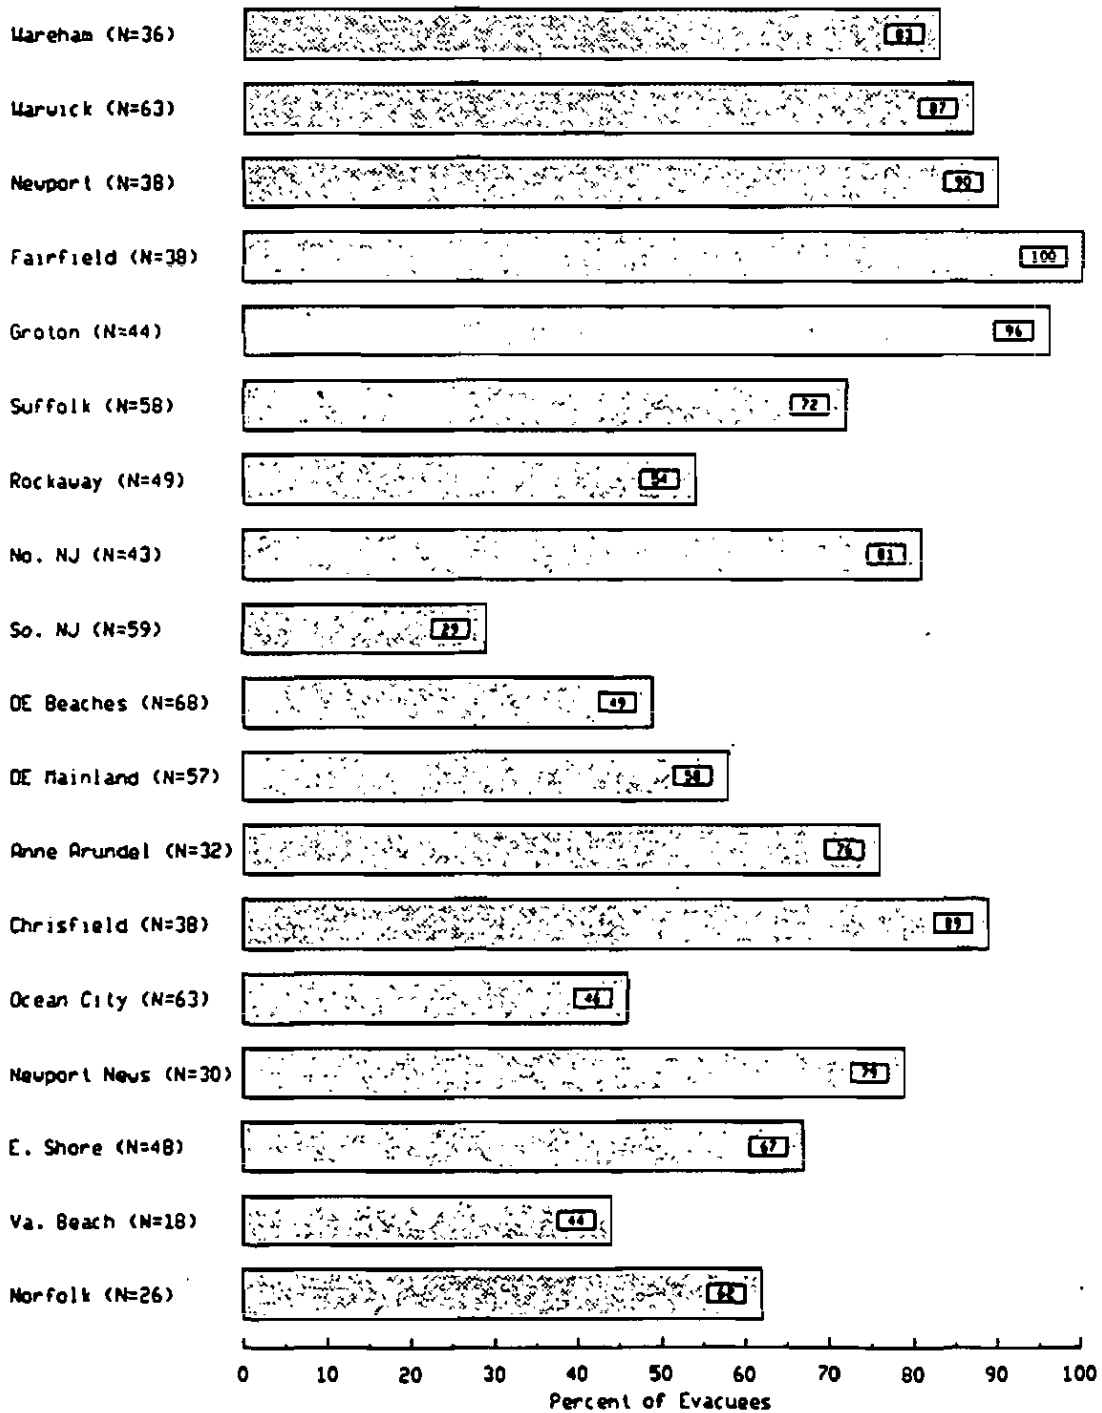 Wareham (N=36) 83
Warwick (N=63) 87
Newport (N=38) 90
Fairfield (N=38) 100
Groton (N=44) 96
Suffolk (N=58) 72
Rockaway (N=49) 54
No. NJ (N=43) 81
So. NJ (N=59) 29
DE Beaches (N=68) 49
DE Mainland (N=57) 58
Anne Arundel (N=32) 76
Chrisfield (N=38) 89
Ocean City (N=63) 46
Newport News (N=30) 79
E. Shore (N=48) 67
Va. Beach (N=18) 44
Norfolk (N=26) 62
0 10 20 30 40 50 60 70 80 90 100
Percent of Evacuees